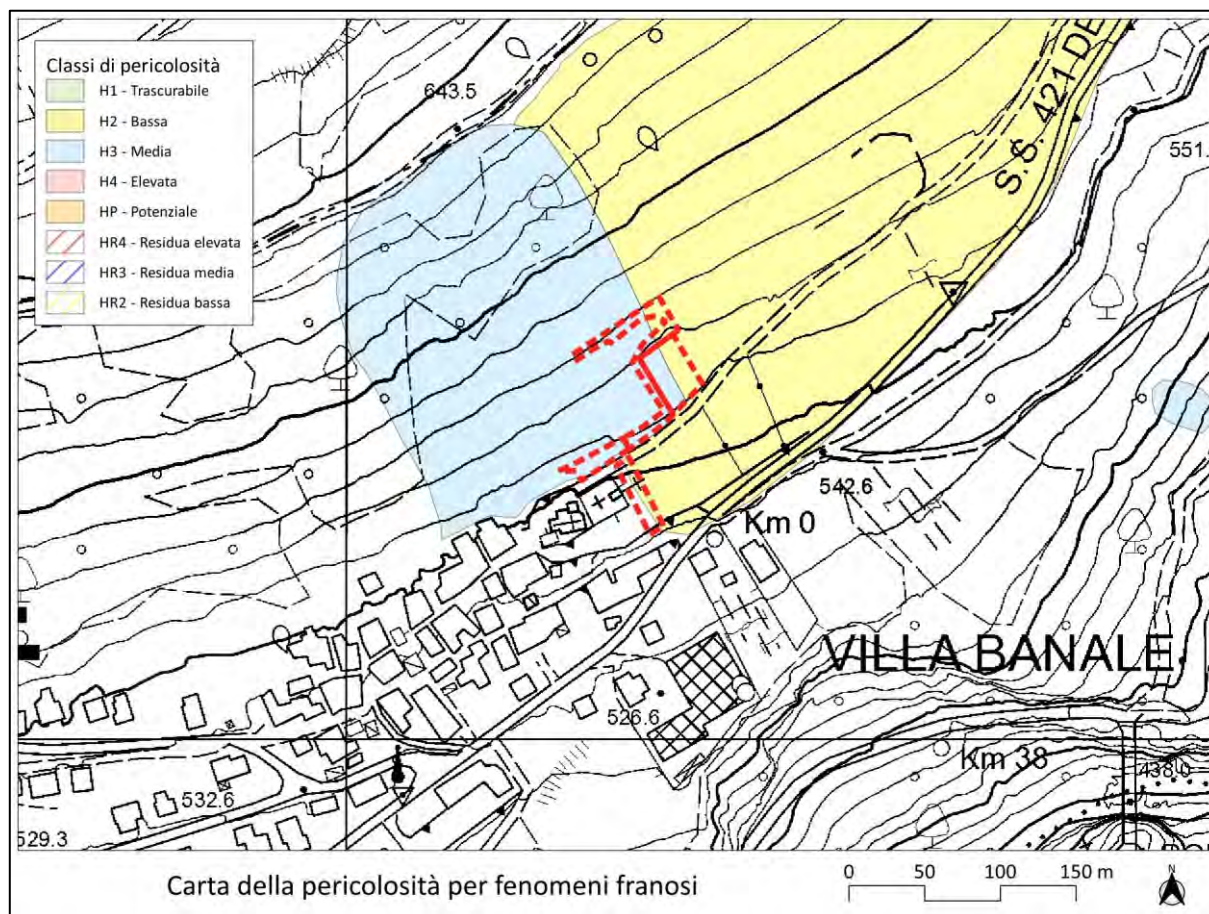 Classi di pericolosità
H1 - Trascurabile
H2 - Bassa
H3 - Media
H4 - Elevata
HP - Potenziale
HR4 - Residua elevata
HR3 - Residua media
HR2 - Residua bassa
643.5
S.S. 421 DE
551.
542.6
Km 0
VILLA BANALE
526.6
Km 38
438.0
532.6
529.3
Carta della pericolosità per fenomeni franosi
0 50 100 150 m
N